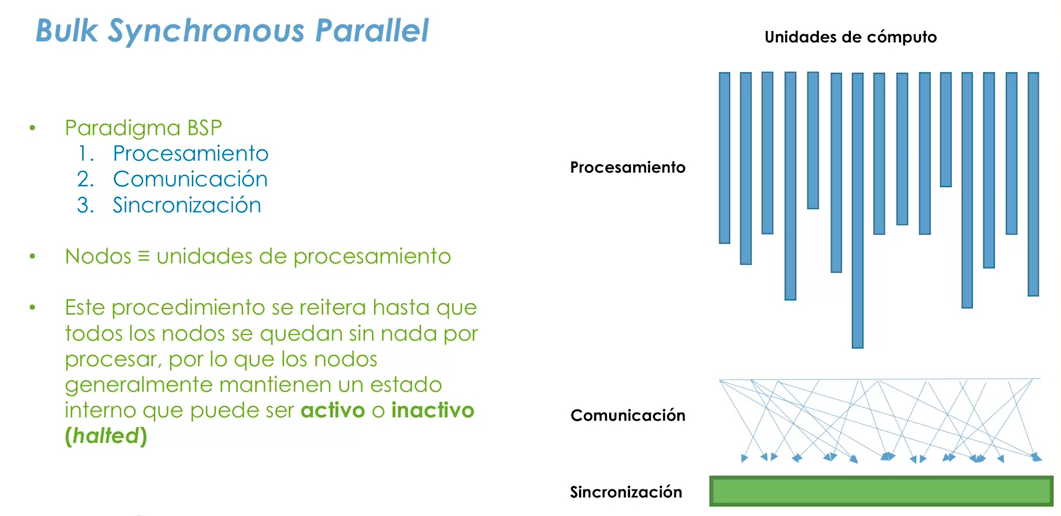 Bulk Synchronous Parallel
• Paradigma BSP
1. Procesamiento
2. Comunicación
3. Sincronización
• Nodos ≡ unidades de procesamiento
• Este procedimiento se reitera hasta que
todos los nodos se quedan sin nada por
procesar, por lo que los nodos
generalmente mantienen un estado
interno que puede ser activo o inactivo
(halted)
Unidades de cómputo
Procesamiento
Comunicación
Sincronización